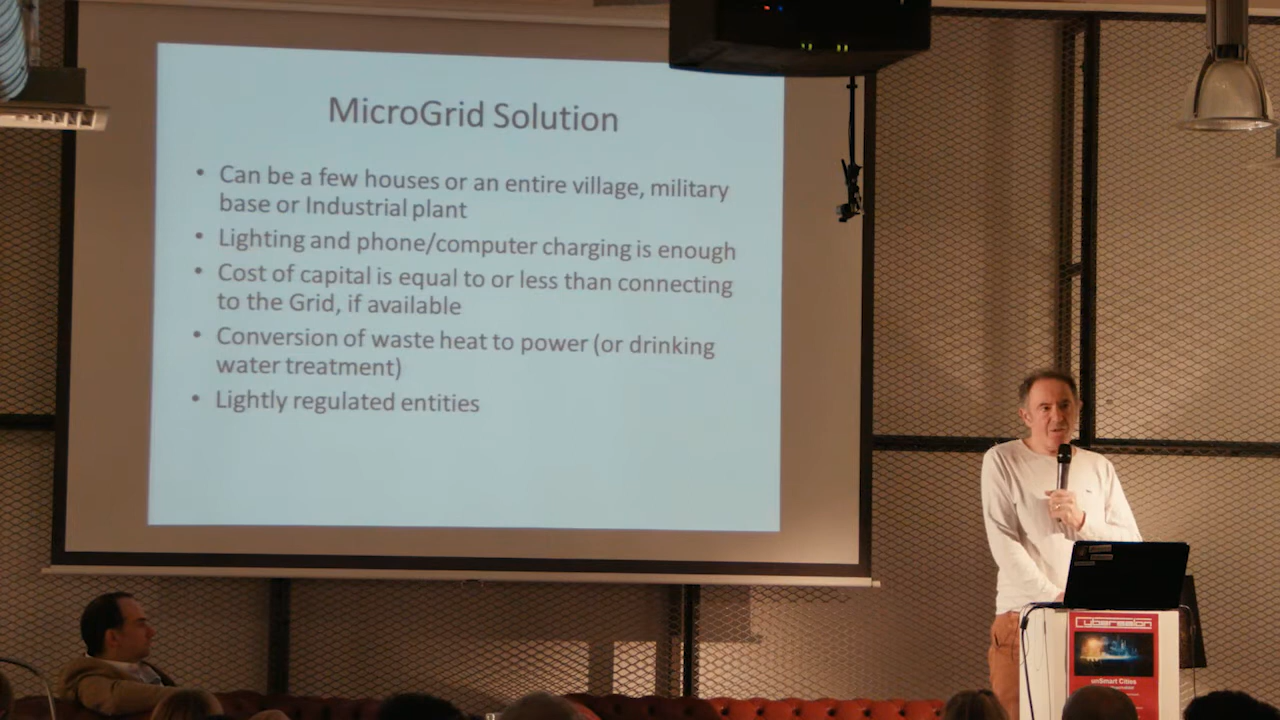 MicroGrid Solution
• Can be a few houses or an entire village, military
base or Industrial plant
• Lighting and phone/computer charging is enough
• Cost of capital is equal to or less than connecting
to the Grid, if available
• Conversion of waste heat to power (or drinking
water treatment)
• Lightly regulated entities
unSmart Cities